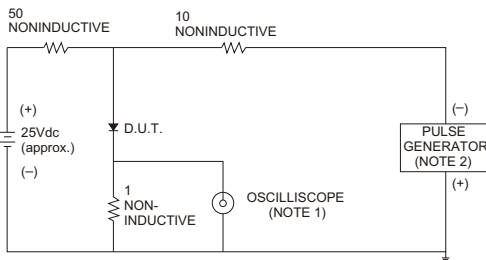 50
NONINDUCTIVE
10
NONINDUCTIVE
(+)
25Vdc
(approx.)
(–)
D.U.T.
1
NON-
INDUCTIVE
OSCILLISCOPE
(NOTE 1)
(–)
PULSE
GENERATOR
(NOTE 2)
(+)